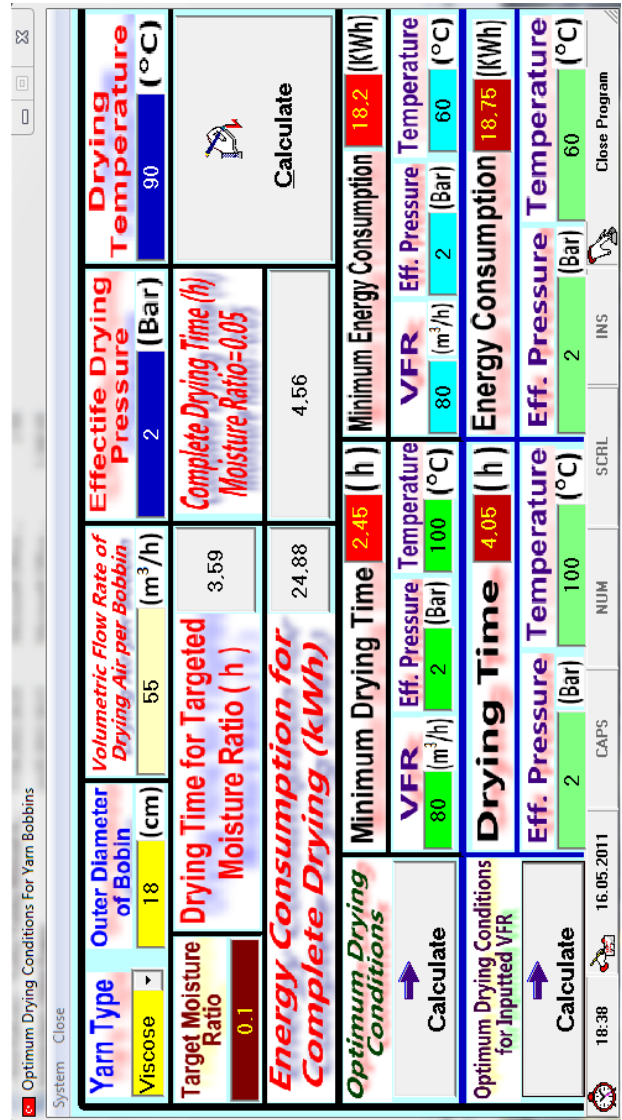 Optimum Drying Conditions For Yarn Bobbins
System Close
Yarn Type
Viscose
Outer Diameter
of Bobin
18 (cm)
Volumetric Flow Rate of
Drying Air per Bobbin
55 (m³/h)
Effectife Drying
Pressure
2 (Bar)
Drying
Temperature
90 (°C)
Target Moisture
Ratio
0.1
Drying Time for Targeted
Moisture Ratio ( h )
3,59
Complete Drying Time (h)
Moisture Ratio=0.05
Calculate
Energy Consumption for
Complete Drying (kWh)
24,88
4,56
Optimum Drying
Conditions
Calculate
Minimum Drying Time 2,45 ( h )
VFR Eff. Pressure Temperature
80 (m³/h) 2 (Bar) 100 (°C)
Minimum Energy Consumption 18,2 (KWh)
VFR Eff. Pressure Temperature
80 (m³/h) 2 (Bar) 60 (°C)
Optimum Drying Conditions
for Inputted VFR
Calculate
Drying Time 4,05 ( h )
Eff. Pressure Temperature
2 (Bar) 100 (°C)
Energy Consumption 18,75 (KWh)
Eff. Pressure Temperature
2 (Bar) 60 (°C)
18:38 16.05.2011 CAPS NUM SCRL INS Close Program